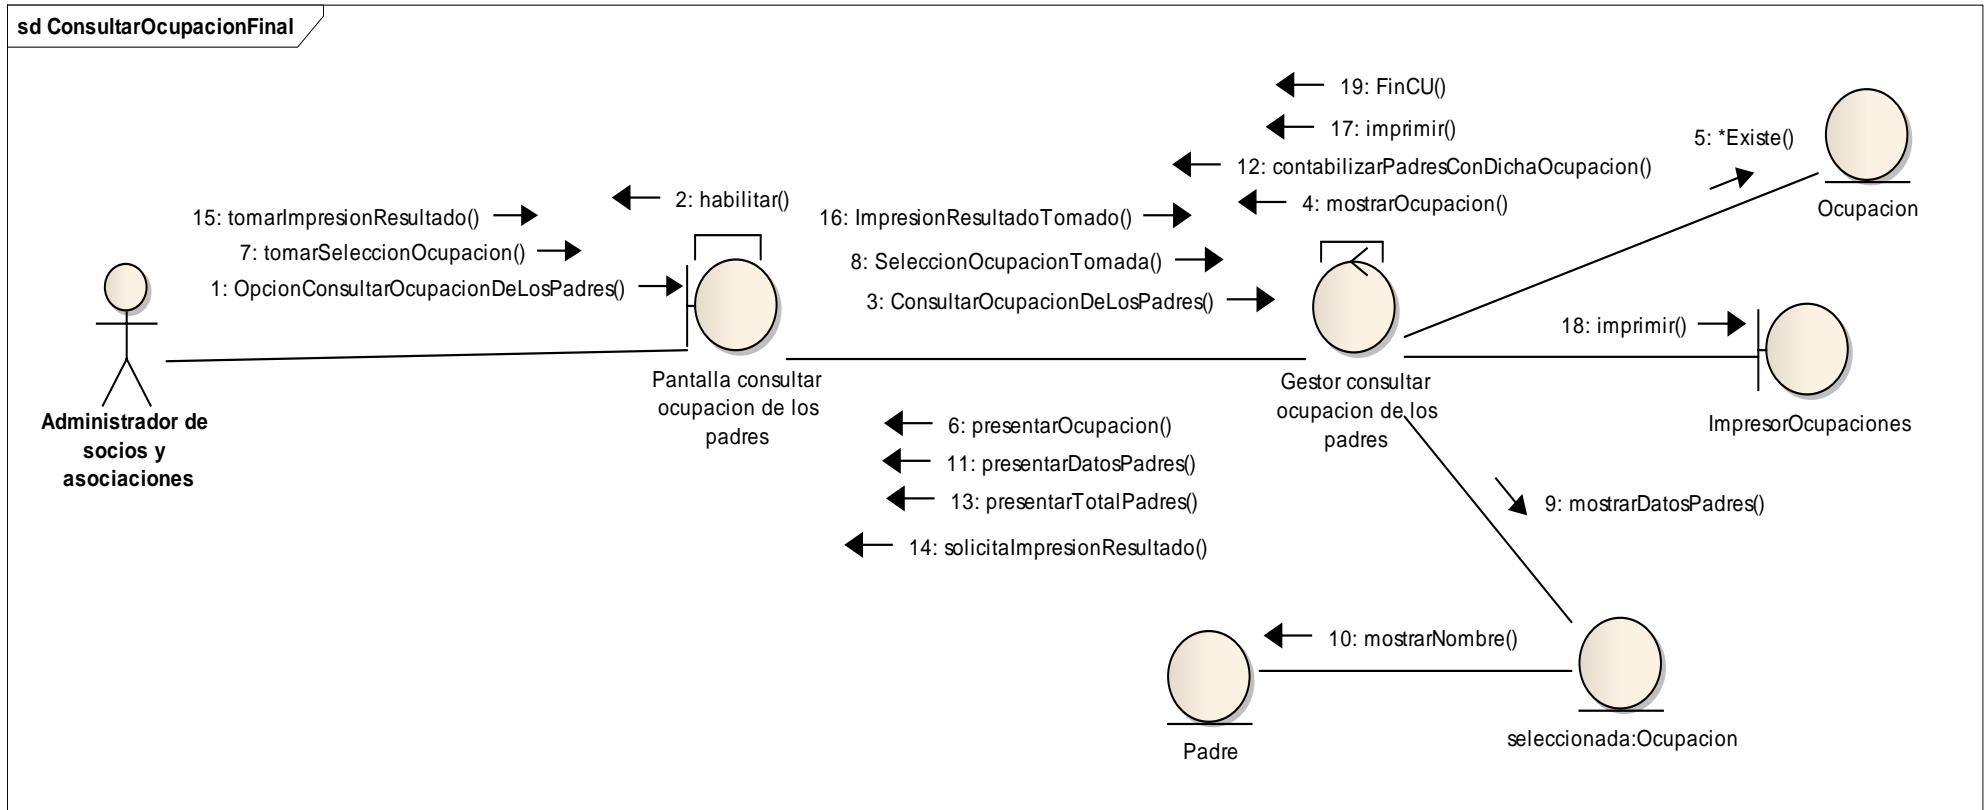 sd ConsultarOcupacionFinal
19: FinCU()
17: imprimir()
12: contabilizarPadresConDichaOcupacion()
4: mostrarOcupacion()
5: *Existe()
Ocupacion
2: habilitar()
15: tomarImpresionResultado()
7: tomarSeleccionOcupacion()
1: OpcionConsultarOcupacionDeLosPadres()
16: ImpresionResultadoTomado()
8: SeleccionOcupacionTomada()
3: ConsultarOcupacionDeLosPadres()
18: imprimir()
Administrador de
socios y
asociaciones
Pantalla consultar
ocupacion de los
padres
Gestor consultar
ocupacion de los
padres
ImpresorOcupaciones
6: presentarOcupacion()
11: presentarDatosPadres()
13: presentarTotalPadres()
14: solicitaImpresionResultado()
9: mostrarDatosPadres()
10: mostrarNombre()
Padre
seleccionada:Ocupacion